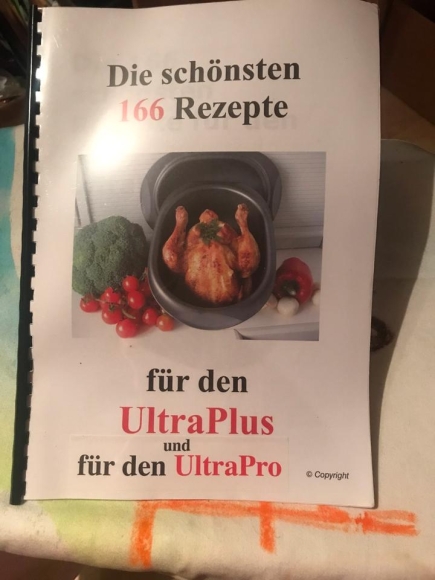 Die schönsten
166 Rezepte
für den
UltraPlus
und
für den UltraPro
© Copyright